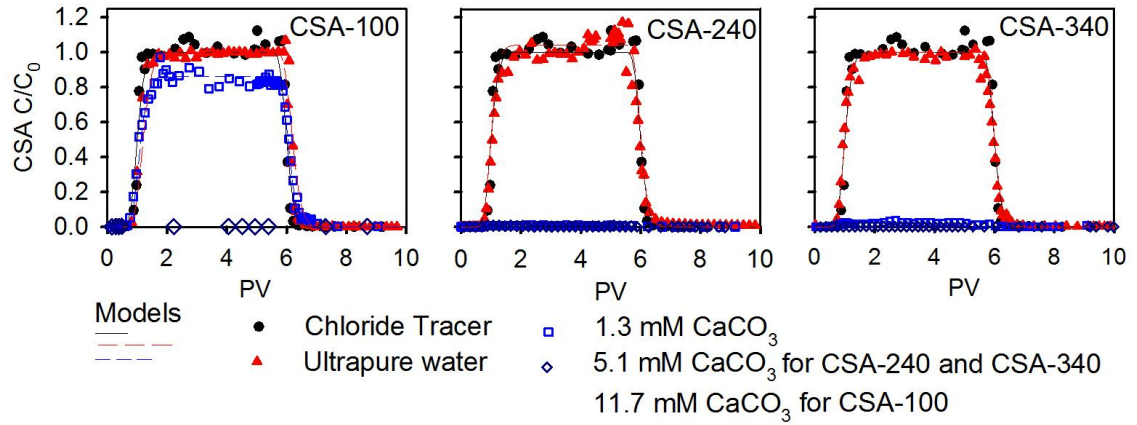 CSA-100 CSA-240 CSA-340
CSA C/C₀
1.2
1.0
0.8
0.6
0.4
0.2
0.0
0 2 4 6 8 10 0 2 4 6 8 10 0 2 4 6 8 10
PV PV PV
Models
Chloride Tracer 1.3 mM CaCO₃
Ultrapure water 5.1 mM CaCO₃ for CSA-240 and CSA-340
11.7 mM CaCO₃ for CSA-100